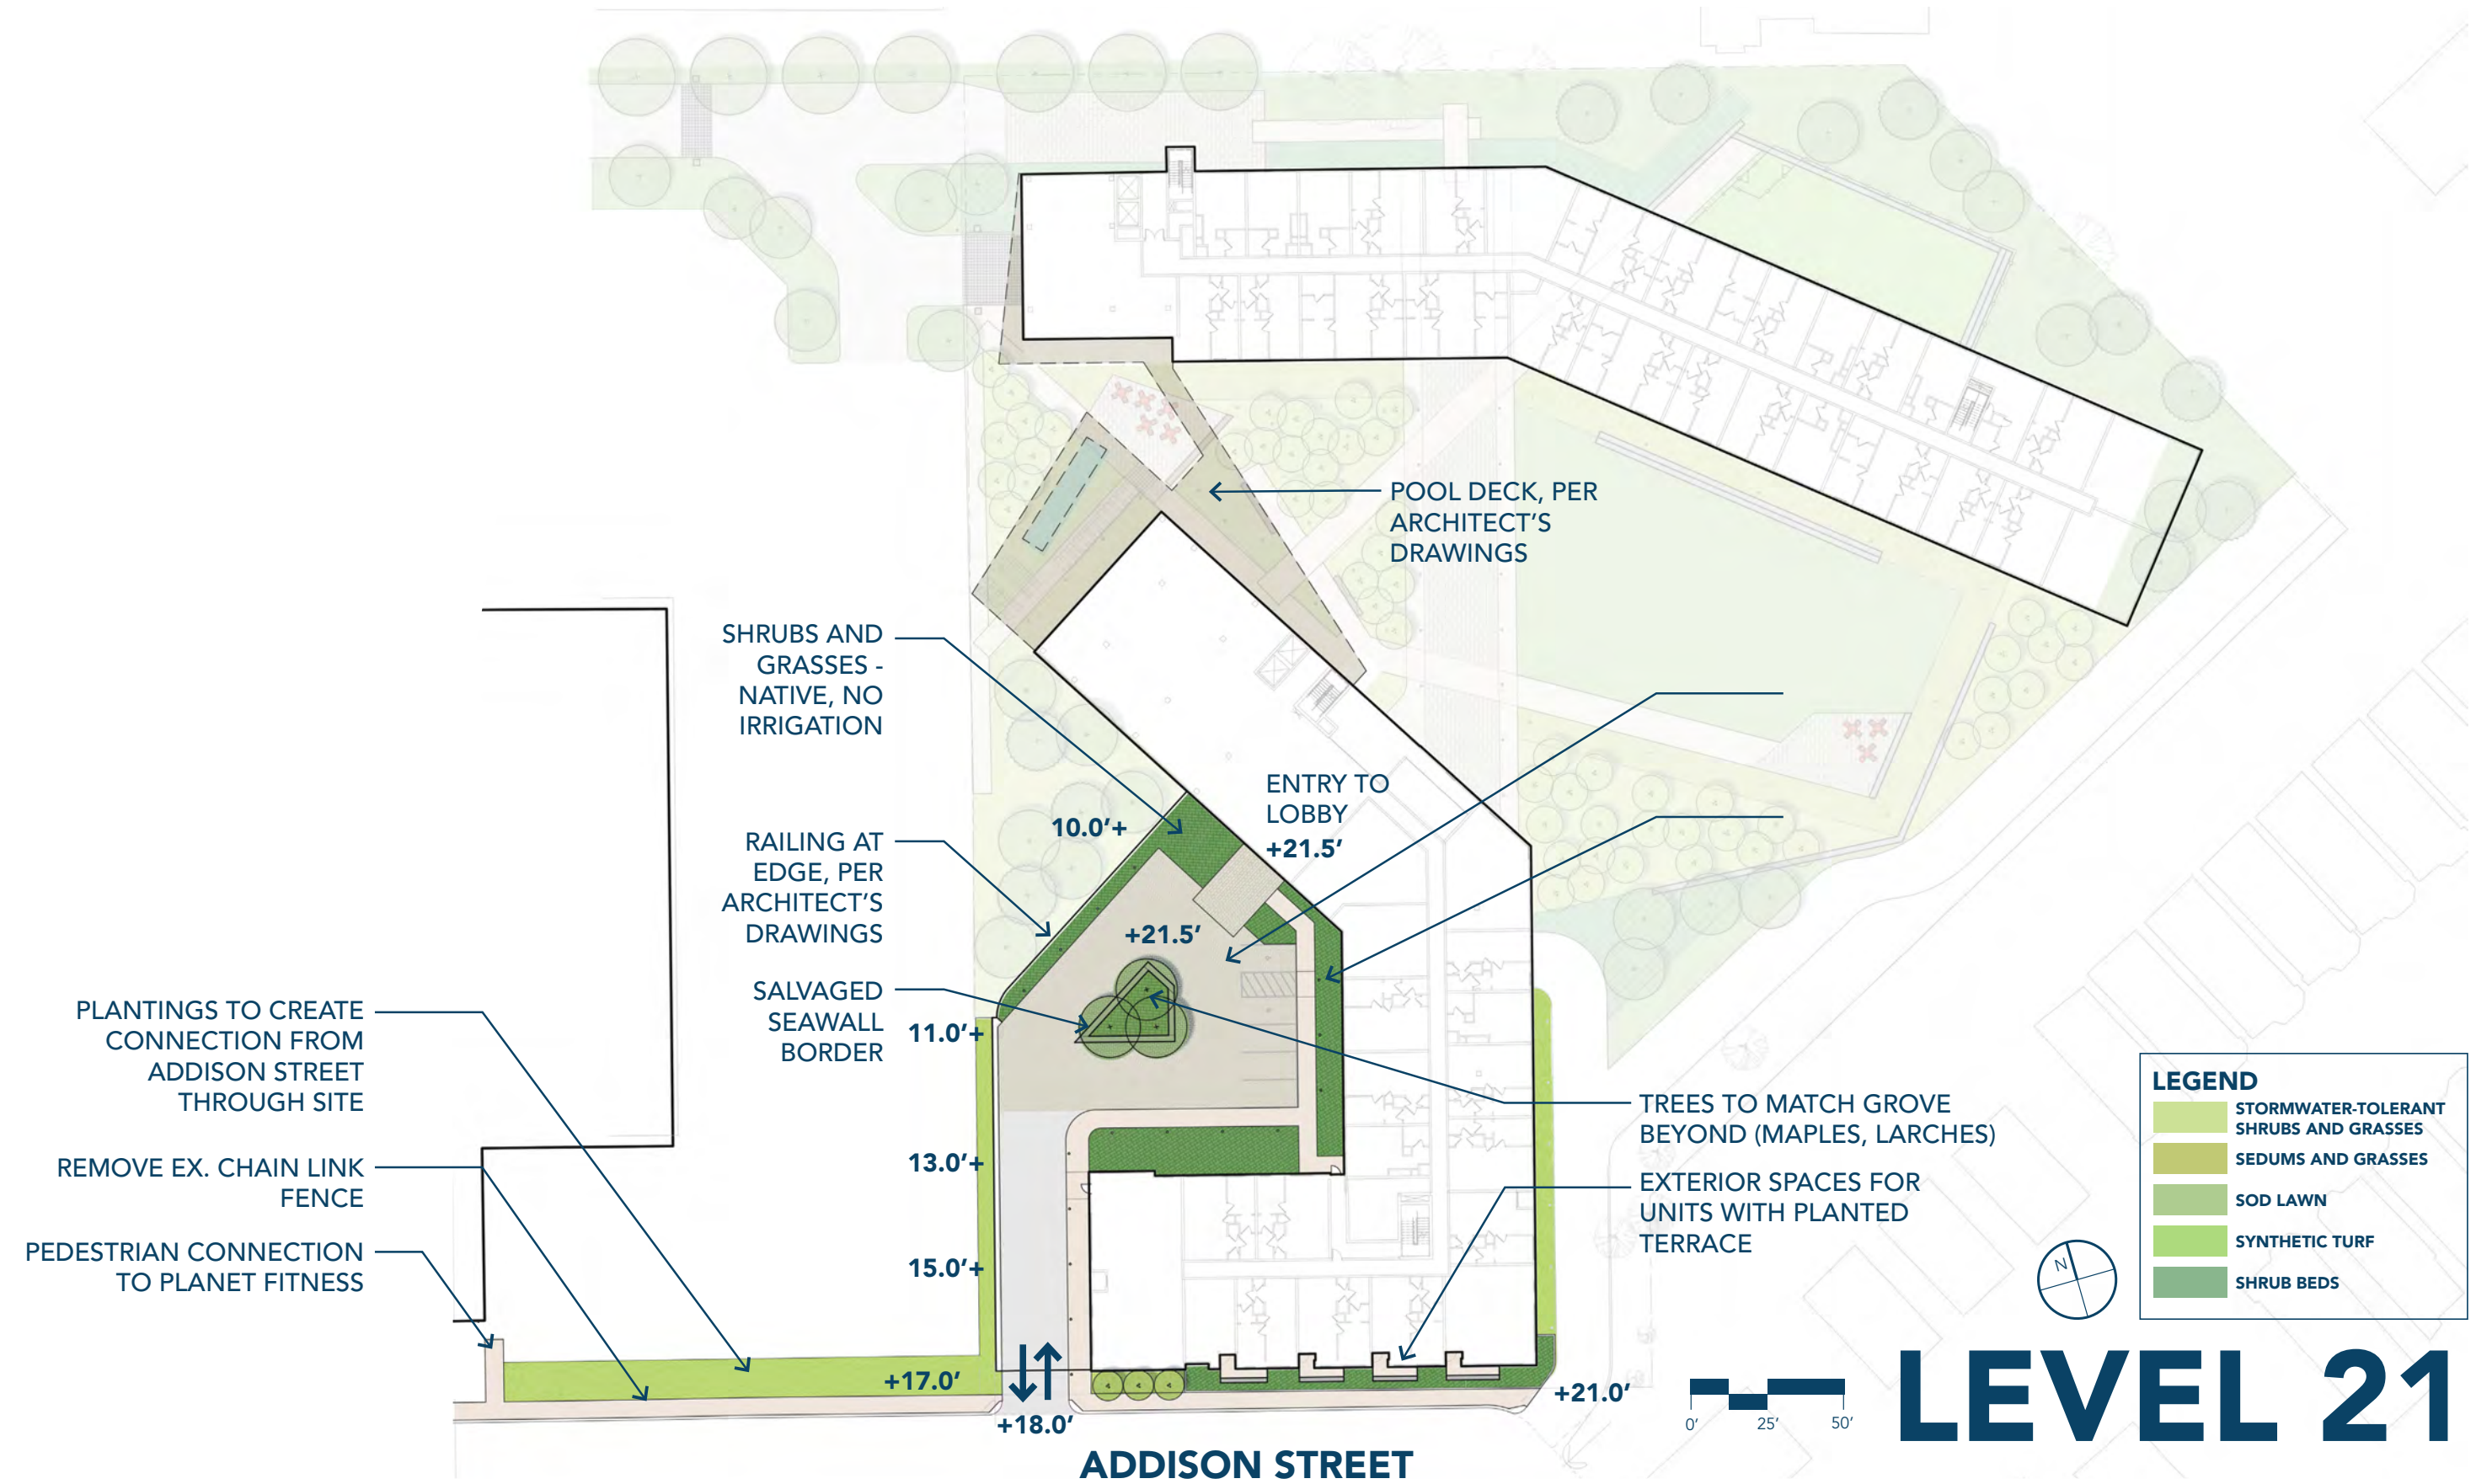 POOL DECK, PER
ARCHITECT'S
DRAWINGS
SHRUBS AND
GRASSES -
NATIVE, NO
IRRIGATION
ENTRY TO
LOBBY
+21.5'
10.0'+
RAILING AT
EDGE, PER
ARCHITECT'S
DRAWINGS
+21.5'
SALVAGED
SEAWALL
BORDER
11.0'+
PLANTINGS TO CREATE
CONNECTION FROM
ADDISON STREET
THROUGH SITE
REMOVE EX. CHAIN LINK
FENCE
PEDESTRIAN CONNECTION
TO PLANET FITNESS
13.0'+
15.0'+
+17.0'
+18.0'
TREES TO MATCH GROVE
BEYOND (MAPLES, LARCHES)
EXTERIOR SPACES FOR
UNITS WITH PLANTED
TERRACE
+21.0'
ADDISON STREET
N
LEGEND
STORMWATER-TOLERANT
SHRUBS AND GRASSES
SEDUMS AND GRASSES
SOD LAWN
SYNTHETIC TURF
SHRUB BEDS
0' 25' 50'
LEVEL 21